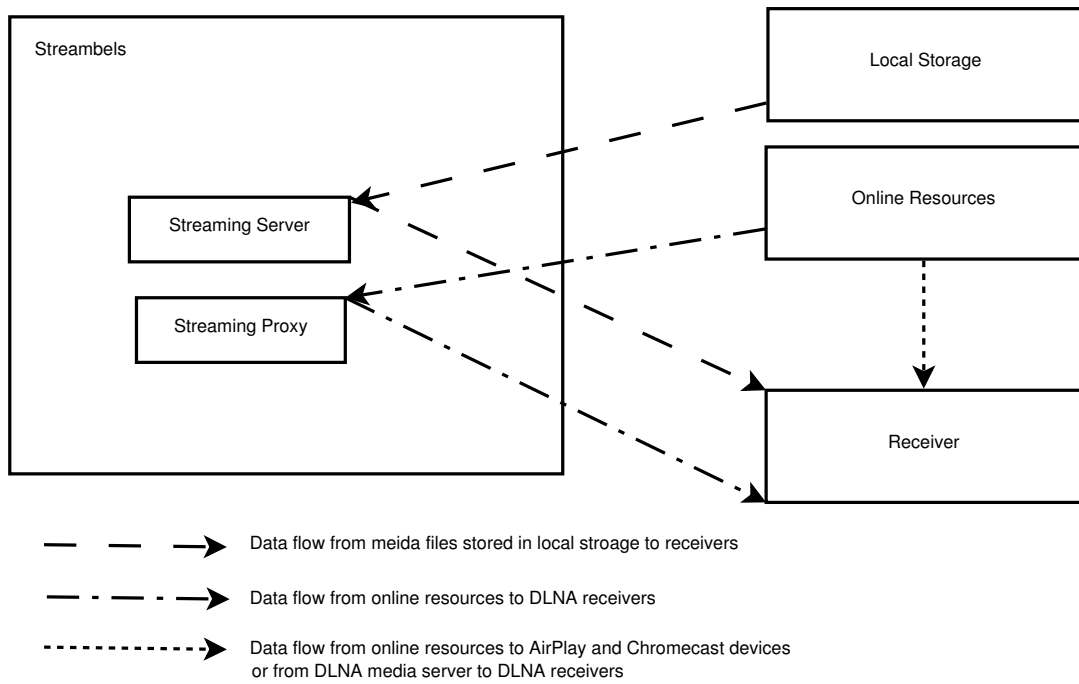 Streambels
Local Storage
Online Resources
Streaming Server
Streaming Proxy
Receiver
Data flow from meida files stored in local stroage to receivers
Data flow from online resources to DLNA receivers
Data flow from online resources to AirPlay and Chromecast devices
or from DLNA media server to DLNA receivers